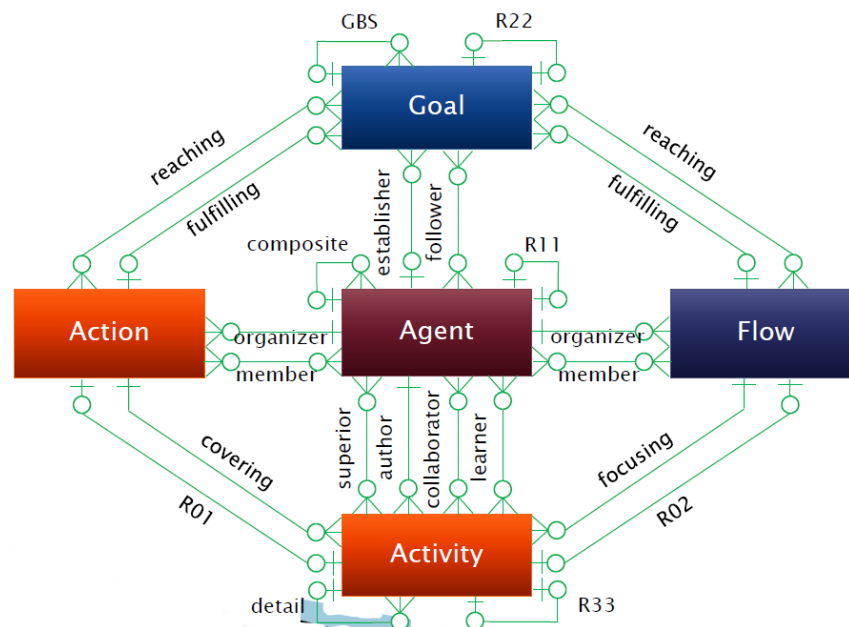 GBS
R22
Goal
reaching
fulfilling
reaching
fulfilling
establisher
follower
composite
R11
Action
Agent
Flow
organizer
member
organizer
member
superior
author
collaborator
learner
covering
R01
focusing
R02
Activity
detail
R33